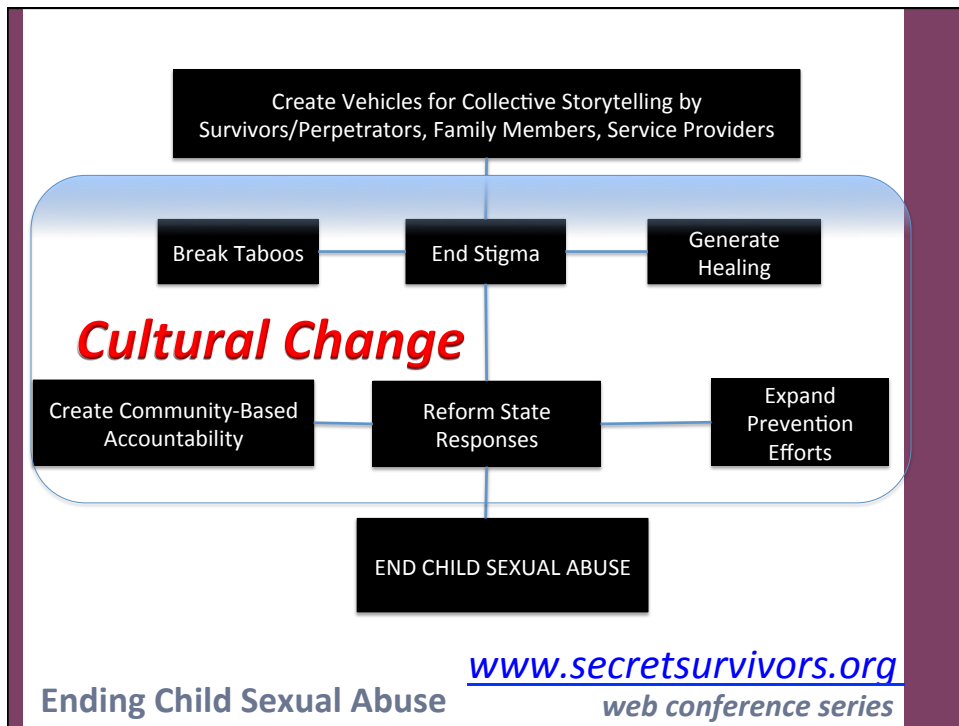 Create Vehicles for Collective Storytelling by
Survivors/Perpetrators, Family Members, Service Providers
Break Taboos
End Stigma
Generate
Healing
Cultural Change
Create Community-Based
Accountability
Reform State
Responses
Expand
Prevention
Efforts
END CHILD SEXUAL ABUSE
www.secretsurvivors.org
Ending Child Sexual Abuse
web conference series